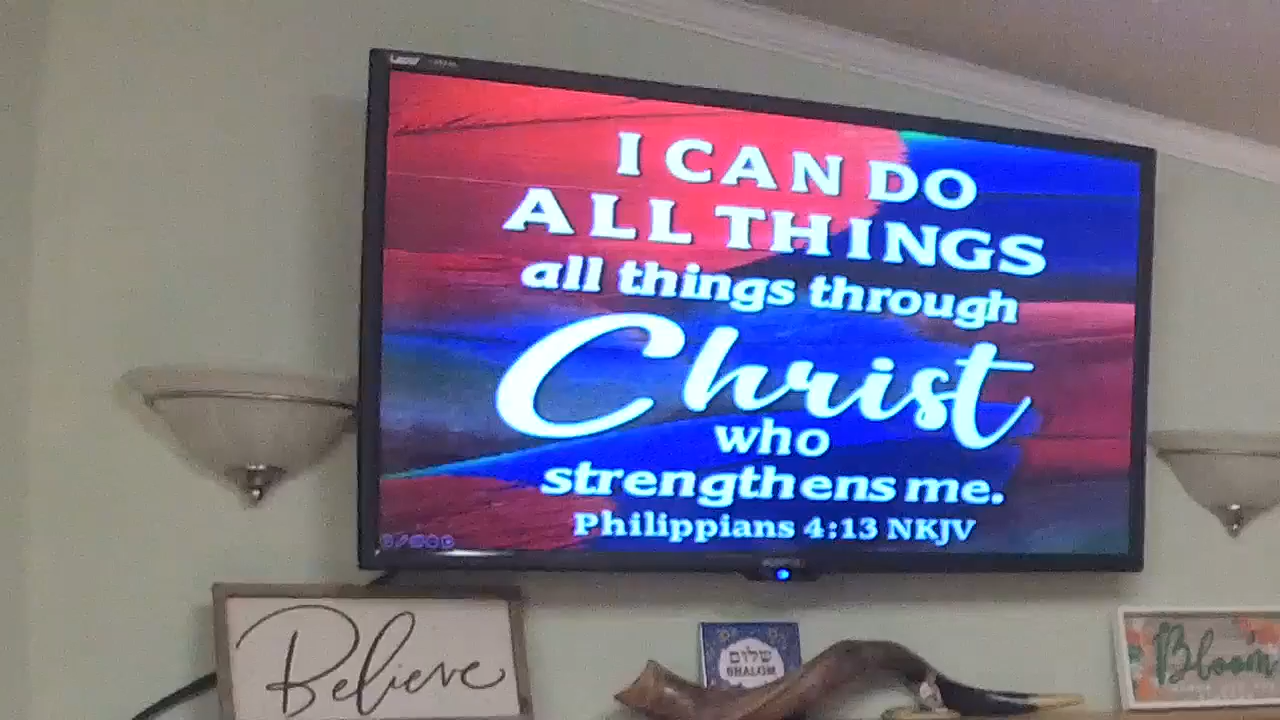 I CAN DO
ALL THINGS
all things through
Christ
who
strengthens me.
Philippians 4:13 NKJV
Believe
שלום
SHALOM
Bloom